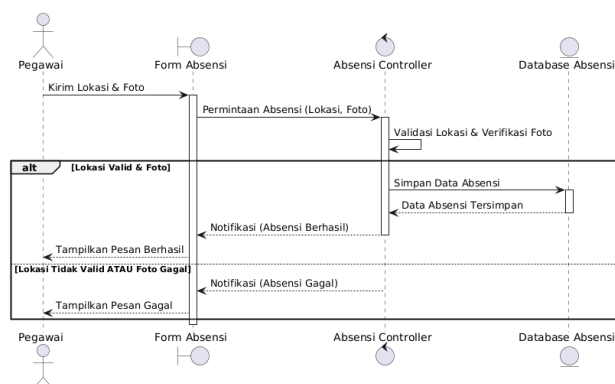 Pegawai
Form Absensi
Absensi Controller
Database Absensi
Kirim Lokasi & Foto
Permintaan Absensi (Lokasi, Foto)
Validasi Lokasi & Verifikasi Foto
alt
[Lokasi Valid & Foto]
Simpan Data Absensi
Data Absensi Tersimpan
Notifikasi (Absensi Berhasil)
Tampilkan Pesan Berhasil
[Lokasi Tidak Valid ATAU Foto Gagal]
Notifikasi (Absensi Gagal)
Tampilkan Pesan Gagal
Pegawai
Form Absensi
Absensi Controller
Database Absensi